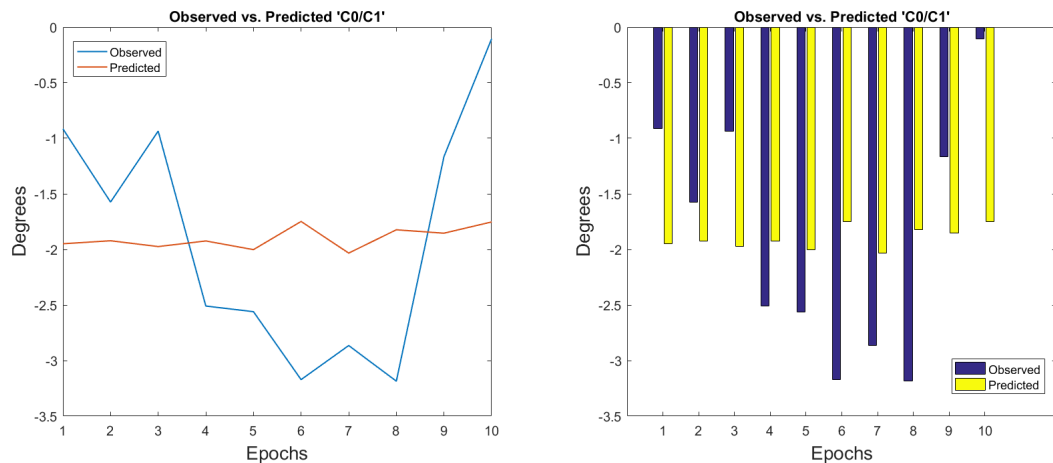 Observed vs. Predicted 'C0/C1'
0
-0.5
-1
-1.5
-2
-2.5
-3
-3.5
Degrees
Observed
Predicted
1 2 3 4 5 6 7 8 9 10
Epochs
Observed vs. Predicted 'C0/C1'
0
-0.5
-1
-1.5
-2
-2.5
-3
-3.5
Degrees
Observed
Predicted
1 2 3 4 5 6 7 8 9 10
Epochs